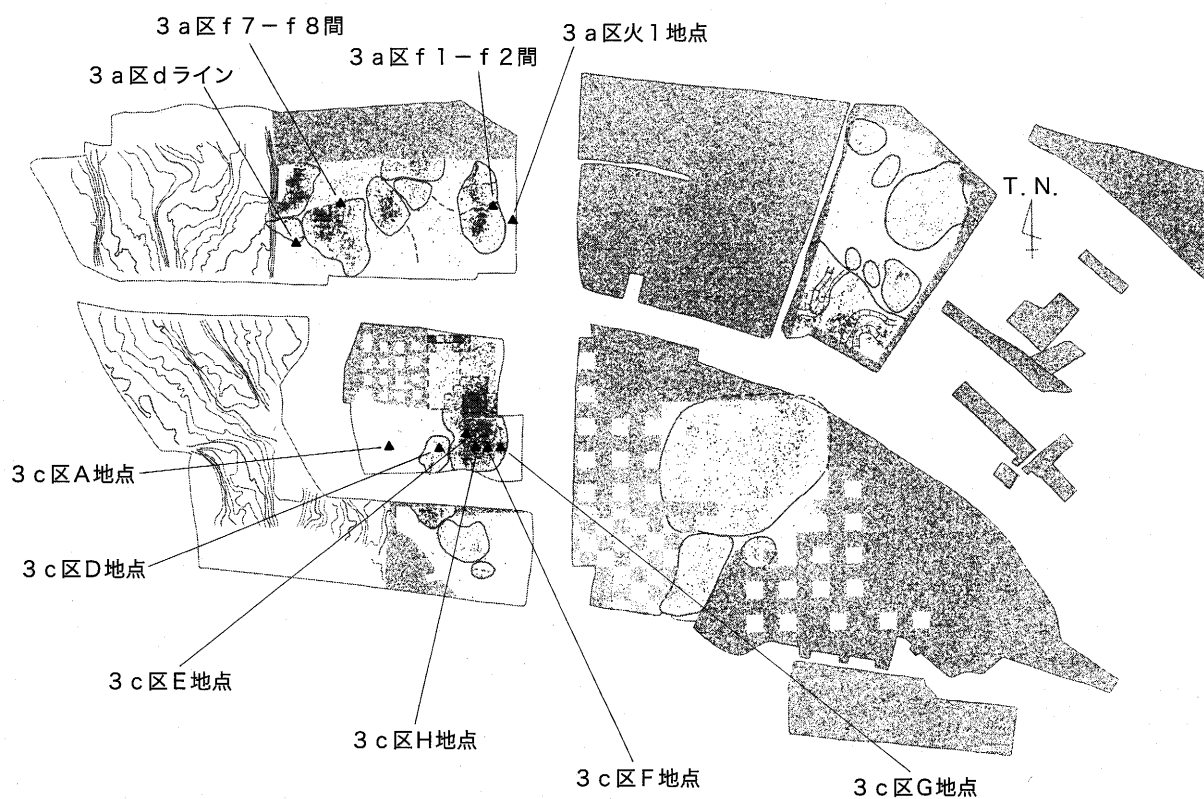 3a区f7−f8間
3a区火1地点
3a区f1−f2間
3a区dライン
T. N.
3c区A地点
3c区D地点
3c区E地点
3c区H地点
3c区F地点
3c区G地点